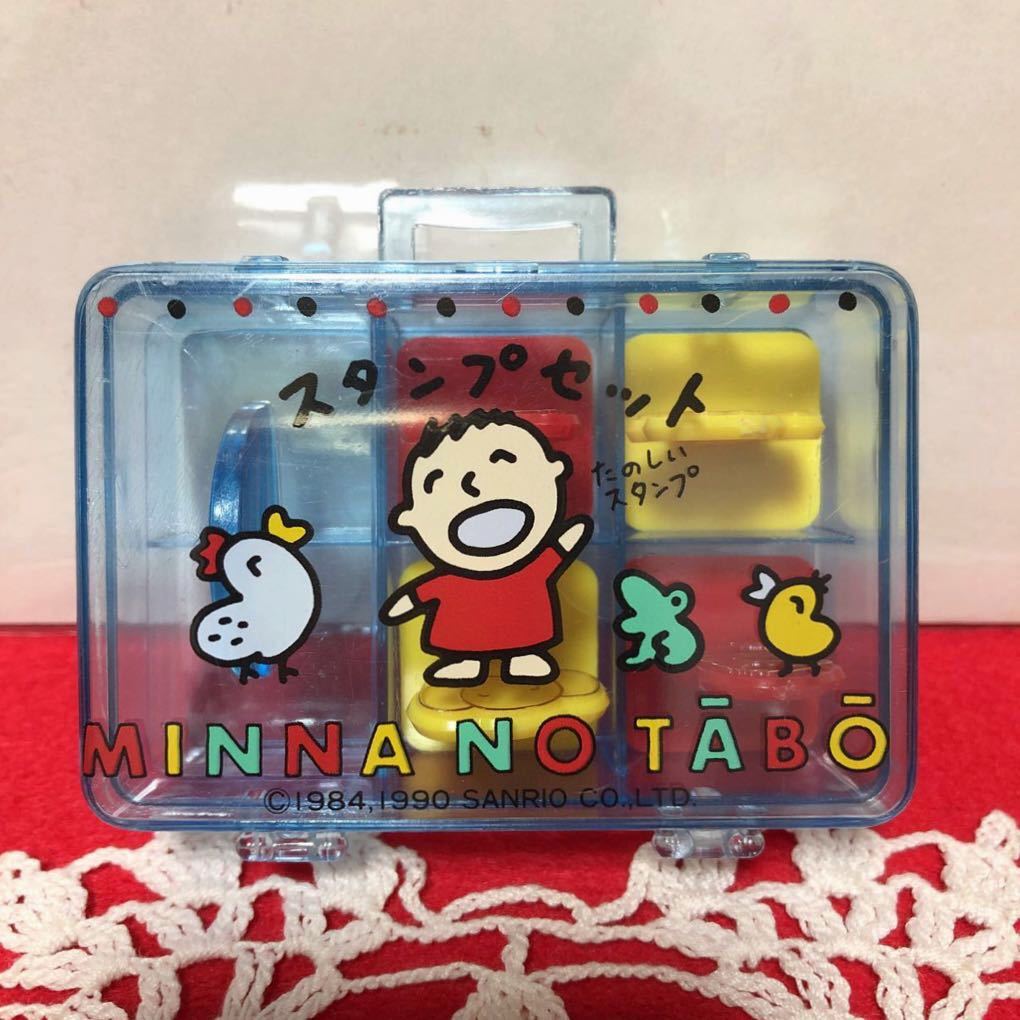 スタンプセット
たのしい
スタンプ
MINNA NO TĀBŌ
©1984,1990 SANRIO CO.,LTD.